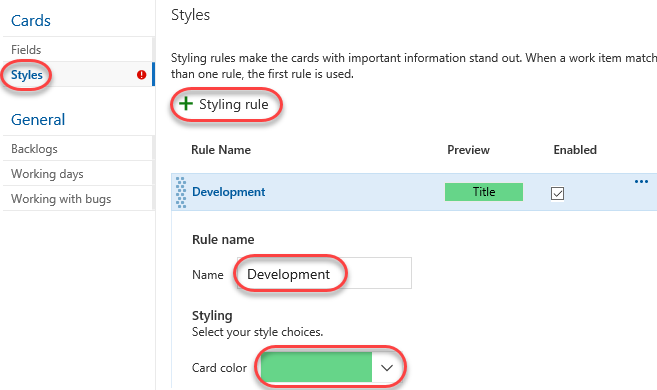 Cards
Fields
Styles
General
Backlogs
Working days
Working with bugs
Styles
Styling rules make the cards with important information stand out. When a work item match
than one rule, the first rule is used.
+ Styling rule
Rule Name Preview Enabled
Development Title ...
Rule name
Name Development
Styling
Select your style choices.
Card color